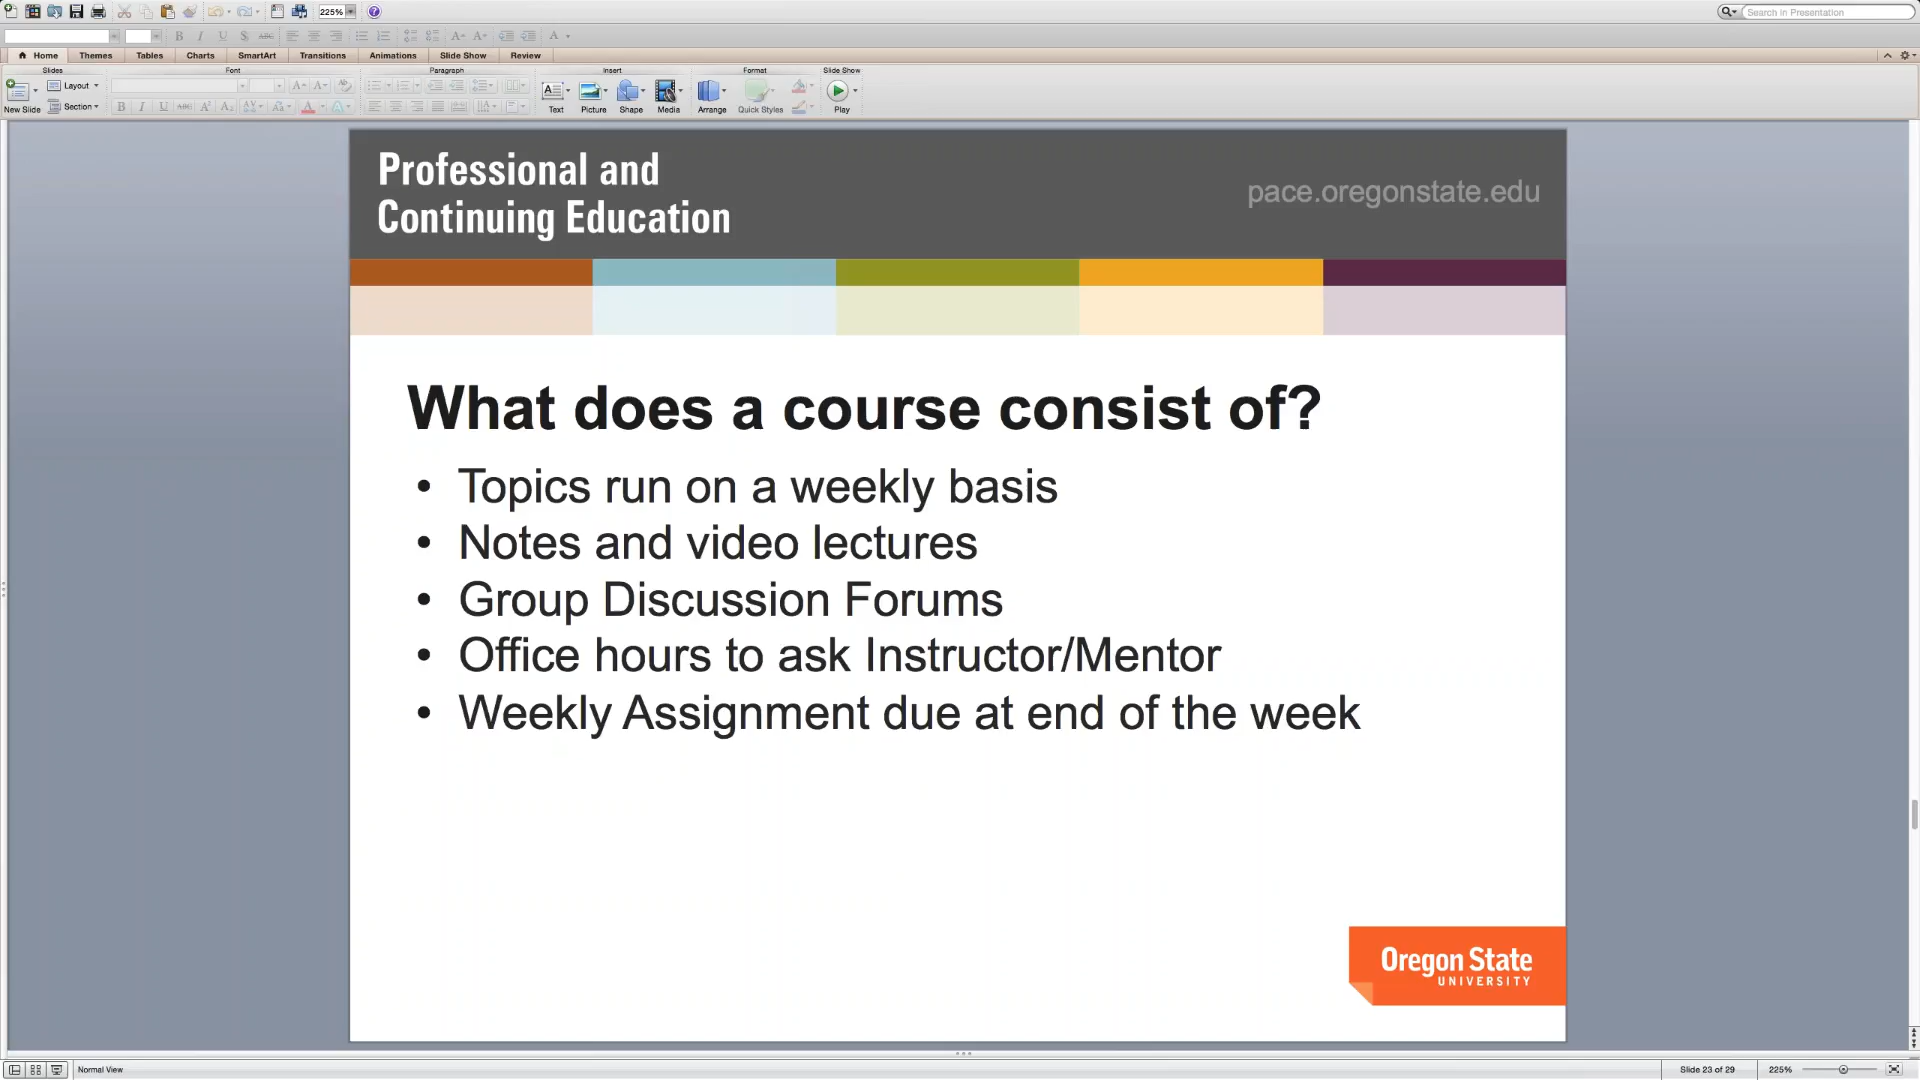 225%
Search in Presentation
Home Themes Tables Charts SmartArt Transitions Animations Slide Show Review
Slides Font Paragraph Insert Format Slide Show
Layout
New Slide Section
Text Picture Shape Media Arrange Quick Styles Play
Professional and
Continuing Education
pace.oregonstate.edu
What does a course consist of?
• Topics run on a weekly basis
• Notes and video lectures
• Group Discussion Forums
• Office hours to ask Instructor/Mentor
• Weekly Assignment due at end of the week
Oregon State
UNIVERSITY
Normal View Slide 23 of 29 225%